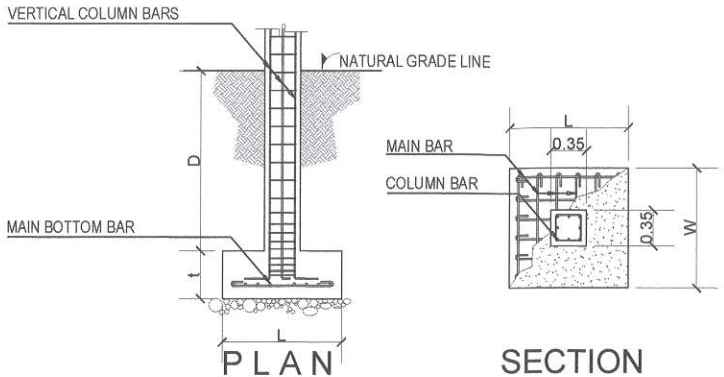 VERTICAL COLUMN BARS
NATURAL GRADE LINE
D
MAIN BOTTOM BAR
t
L
PLAN
L
0.35
MAIN BAR
COLUMN BAR
0.35
W
SECTION